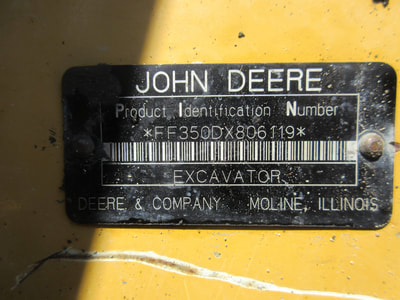 JOHN DEERE
Product Identification Number
*FF350DX806119*
EXCAVATOR
DEERE & COMPANY MOLINE, ILLINOIS